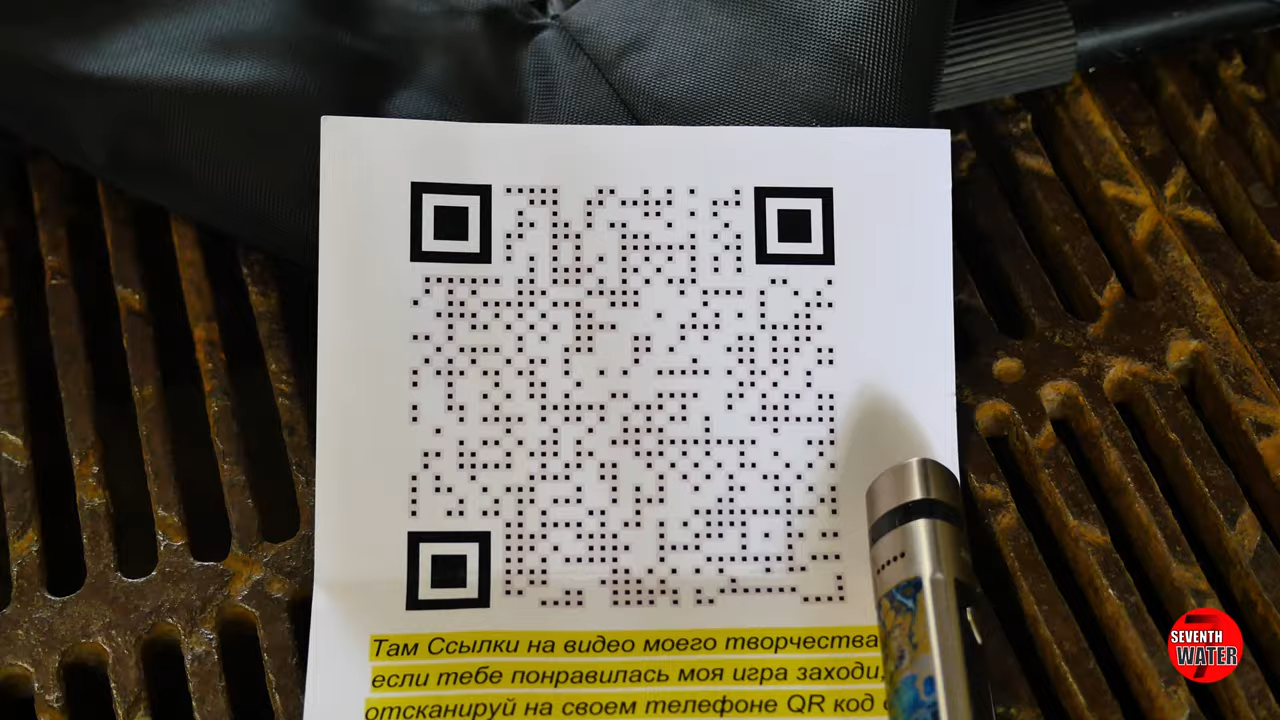 Там Ссылки на видео моего творчества
если тебе понравилась моя игра заходи,
отсканируй на своем телефоне QR код
SEVENTH
7
WATER